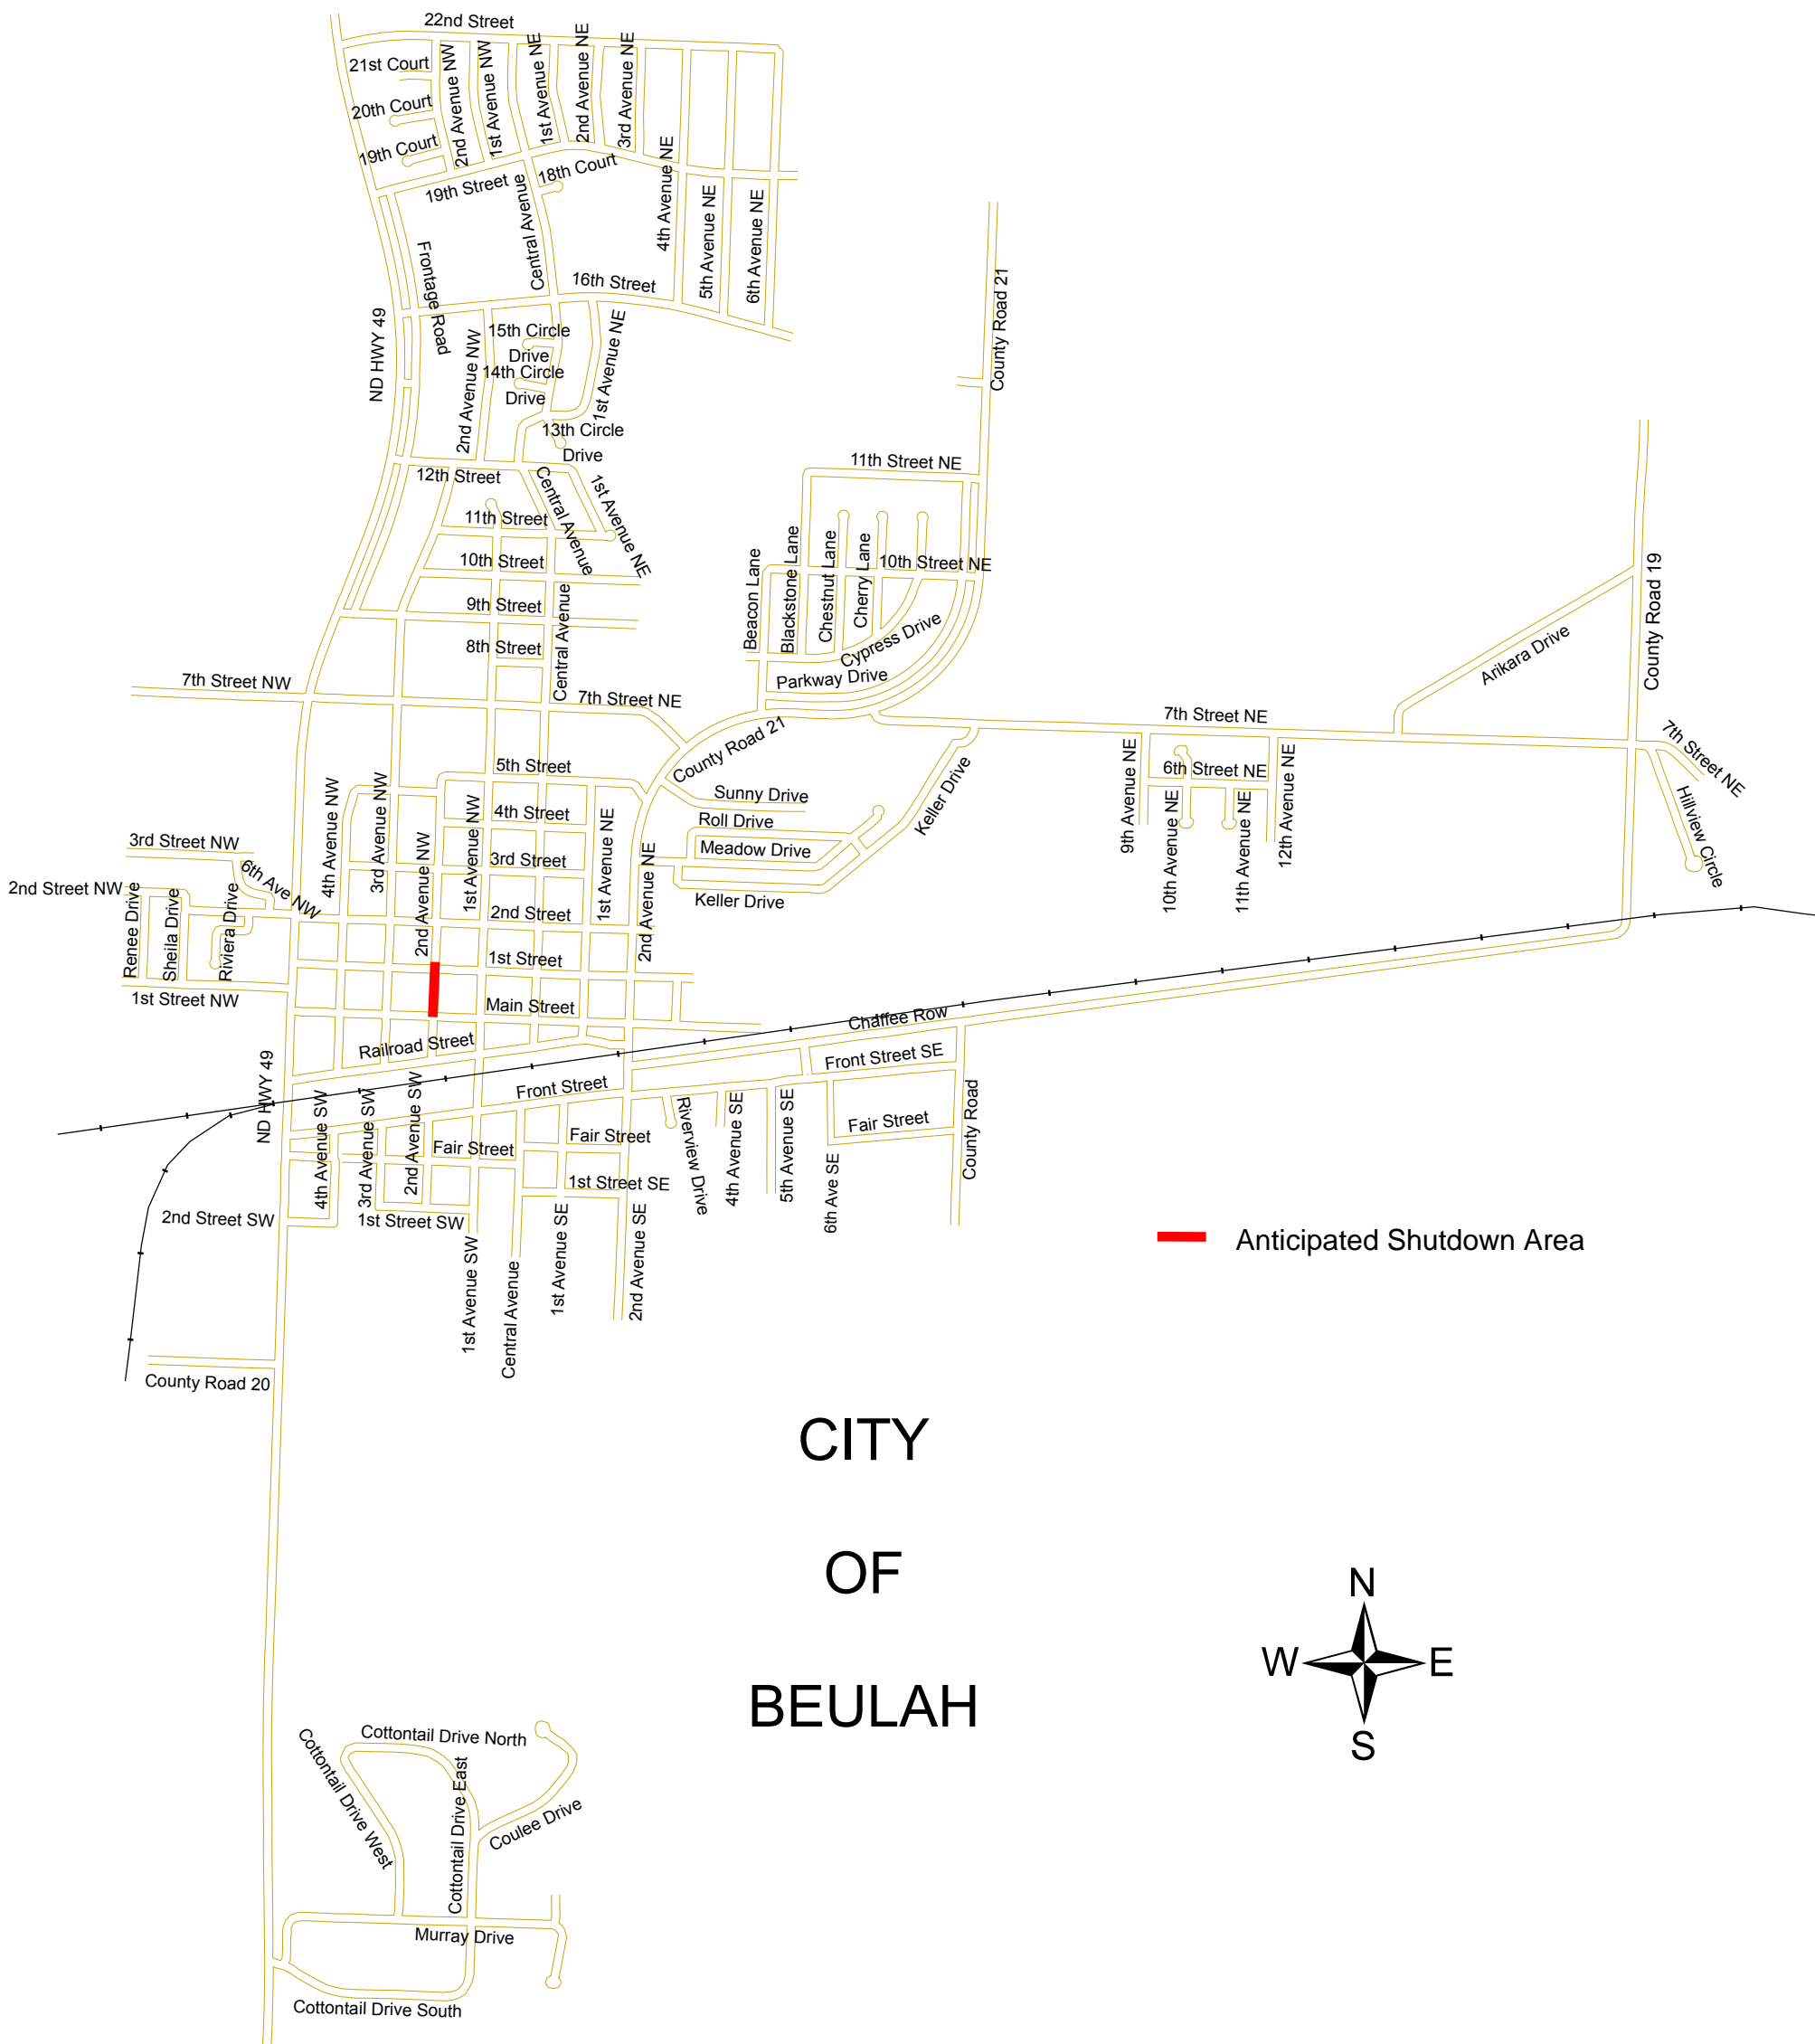 22nd Street
21st Court
20th Court
19th Court
2nd Avenue NW
1st Avenue NW
1st Avenue NE
2nd Avenue NE
3rd Avenue NE
19th Street
18th Court
Central Avenue
4th Avenue NE
5th Avenue NE
6th Avenue NE
Frontage Road
16th Street
ND HWY 49
County Road 21
15th Circle
Drive
14th Circle
Drive
2nd Avenue NW
1st Avenue NE
13th Circle
Drive
12th Street
Central Avenue
1st Avenue NE
11th Street NE
11th Street
10th Street
9th Street
8th Street
Central Avenue
Beacon Lane
Blackstone Lane
Chestnut Lane
Cherry Lane
10th Street NE
Cypress Drive
Parkway Drive
County Road 19
Arikara Drive
7th Street NW
7th Street NE
County Road 21
7th Street NE
7th Street NE
5th Street
Sunny Drive
Roll Drive
Meadow Drive
Keller Drive
Keller Drive
9th Avenue NE
6th Street NE
10th Avenue NE
11th Avenue NE
12th Avenue NE
Hillview Circle
4th Avenue NW
3rd Avenue NW
2nd Avenue NW
1st Avenue NW
4th Street
3rd Street
1st Avenue NE
2nd Avenue NE
3rd Street NW
2nd Street NW
6th Ave NW
Renee Drive
Sheila Drive
Riviera Drive
2nd Street
1st Street
1st Street NW
Main Street
Railroad Street
Chaffee Row
ND HWY 49
Front Street
Front Street SE
4th Avenue SW
3rd Avenue SW
2nd Avenue SW
Fair Street
Fair Street
Fair Street
Riverview Drive
4th Avenue SE
5th Avenue SE
6th Ave SE
County Road
1st Street SE
2nd Street SW
1st Street SW
1st Avenue SW
Central Avenue
1st Avenue SE
2nd Avenue SE
Anticipated Shutdown Area
County Road 20
CITY
OF
BEULAH
N
W
E
S
Cottontail Drive North
Cottontail Drive West
Cottontail Drive East
Coulee Drive
Murray Drive
Cottontail Drive South